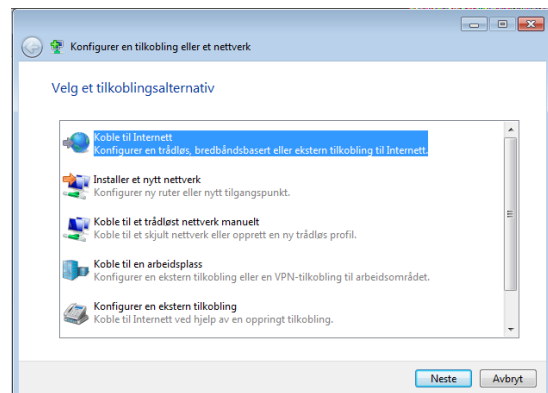 Konfigurer en tilkobling eller et nettverk
Velg et tilkoblingsalternativ
Koble til Internett
Konfigurer en trådløs, bredbåndsbasert eller ekstern tilkobling til Internett.
Installer et nytt nettverk
Konfigurer ny ruter eller nytt tilgangspunkt.
Koble til et trådløst nettverk manuelt
Koble til et skjult nettverk eller opprett en ny trådløs profil.
Koble til en arbeidsplass
Konfigurer en ekstern tilkobling eller en VPN-tilkobling til arbeidsområdet.
Konfigurer en ekstern tilkobling
Koble til Internett ved hjelp av en oppringt tilkobling.
Neste Avbryt